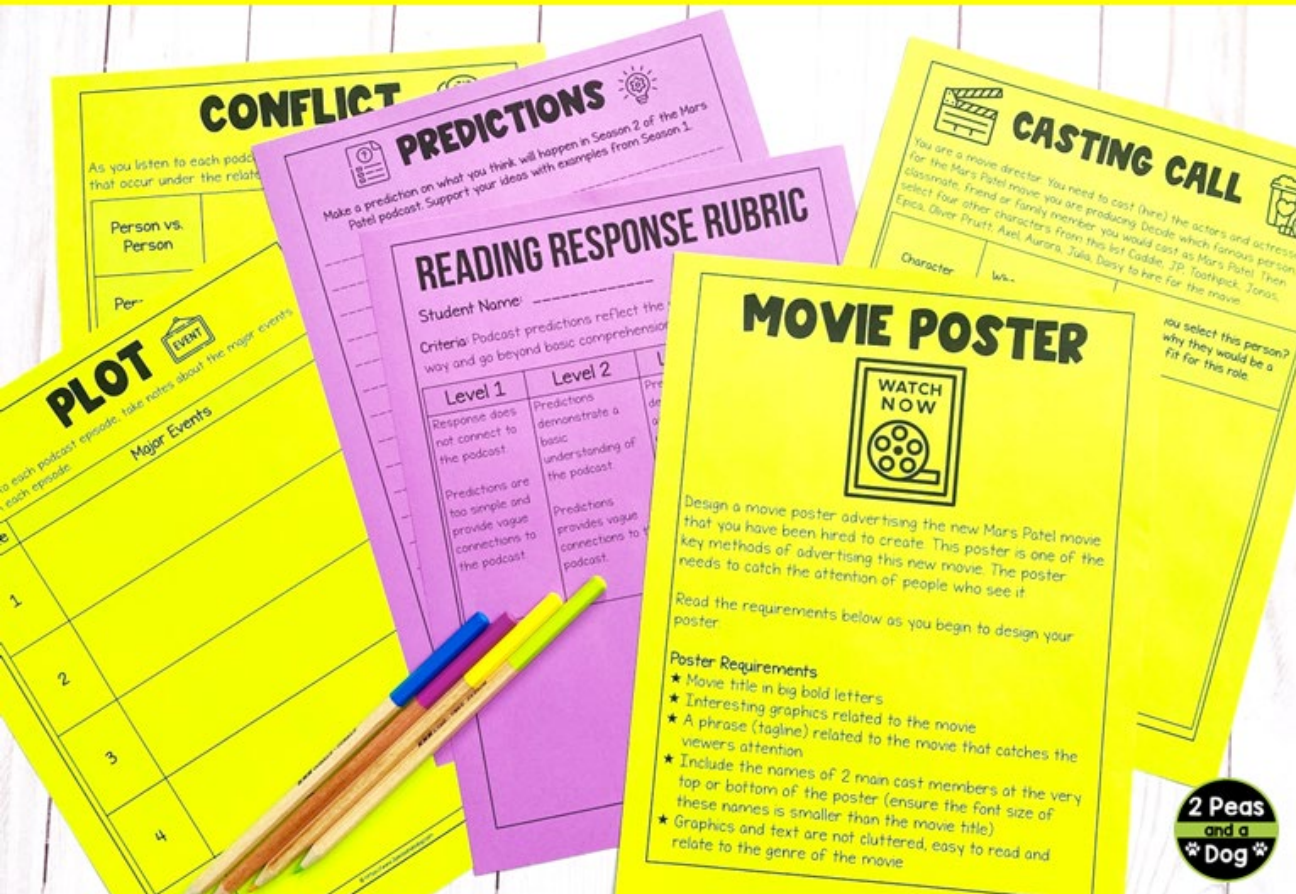 CONFLICT
As you listen to each podc
that occur under the relate
Person vs.
Person
Per
PREDICTIONS
Make a prediction on what you think will happen in Season 2 of the Mars
Patel podcast. Support your ideas with examples from Season 1.
CASTING CALL
You are a movie director. You need to cast (hire) the actors and actress
for the Mars Patel movie you are producing. Decide which famous person
classmate, friend or family member you would cast as Mars Patel. Then
select four other characters from this list Caddie, JP, Toothpick, Jonas,
Epica, Oliver Pruitt, Axel, Aurora, Julia, Daisy to hire for the movie.
Character
you select this person?
why they would be a
fit for this role.
PLOT
EVENT
to each podcast episode, take notes about the major events
each episode.
Major Events
1
2
3
4
READING RESPONSE RUBRIC
Student Name:
Criteria: Podcast predictions reflect the
way and go beyond basic comprehension
Level 1
Level 2
L
Response does
not connect to
the podcast.
Predictions are
too simple and
provide vague
connections to
the podcast.
Predictions
demonstrate a
basic
understanding of
the podcast.
Predictions
provides vague
connections to t
podcast.
Pre
de
MOVIE POSTER
WATCH
NOW
Design a movie poster advertising the new Mars Patel movie
that you have been hired to create. This poster is one of the
key methods of advertising this new movie. The poster
needs to catch the attention of people who see it.
Read the requirements below as you begin to design your
poster.
Poster Requirements
★ Movie title in big bold letters
★ Interesting graphics related to the movie
★ A phrase (tagline) related to the movie that catches the
viewers attention
★ Include the names of 2 main cast members at the very
top or bottom of the poster (ensure the font size of
these names is smaller than the movie title)
★ Graphics and text are not cluttered, easy to read and
relate to the genre of the movie
2 Peas
and a
Dog